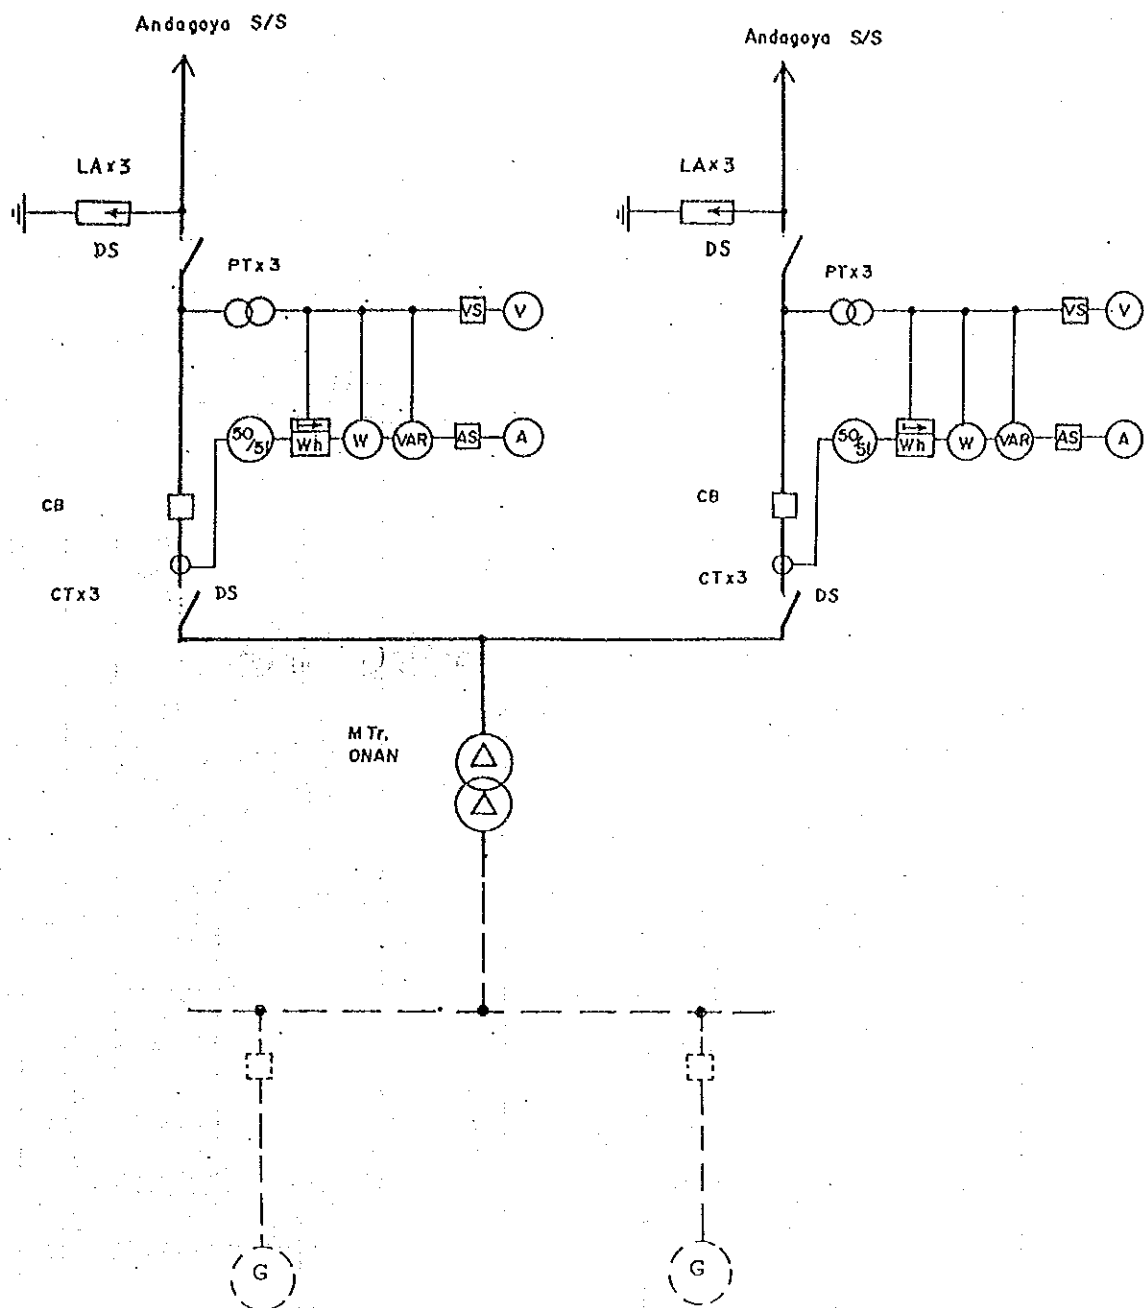 Andagoya S/S
Andagoya S/S
LAx3
LAx3
DS
DS
PTx3
PTx3
VS
V
VS
V
50/51
Wh
W
VAR
AS
A
50/51
Wh
W
VAR
AS
A
CB
CB
CTx3
DS
CTx3
DS
M Tr.
ONAN
G
G